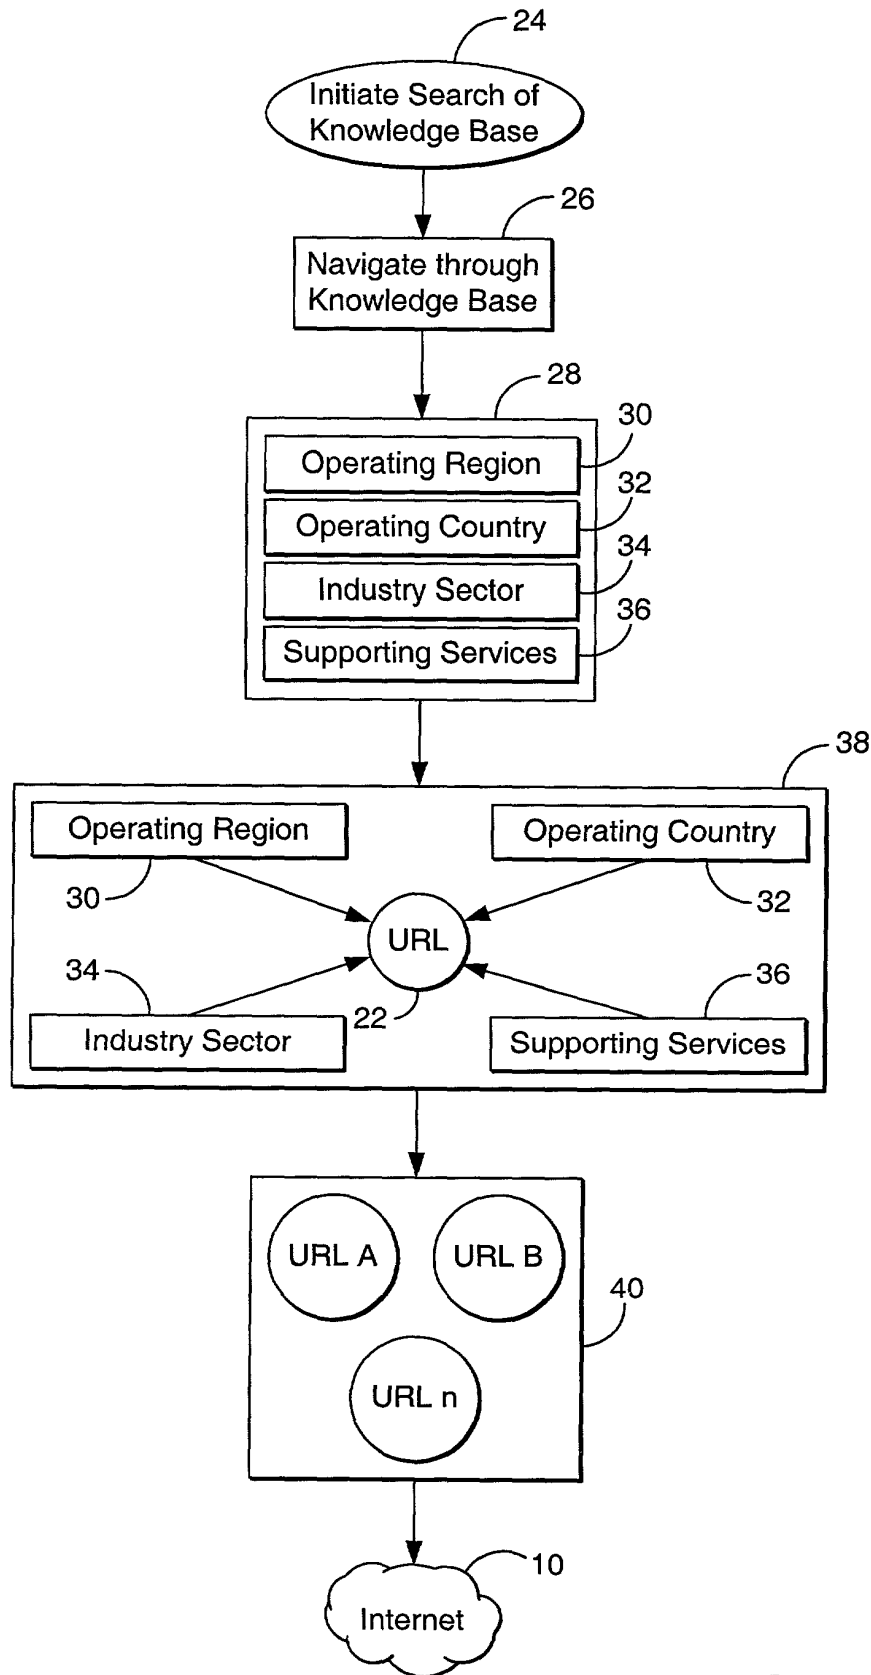 24
Initiate Search of
Knowledge Base
26
Navigate through
Knowledge Base
28
30
Operating Region
32
Operating Country
34
Industry Sector
36
Supporting Services
38
Operating Region
Operating Country
30
32
URL
34
36
22
Industry Sector
Supporting Services
URL A
URL B
40
URL n
10
Internet